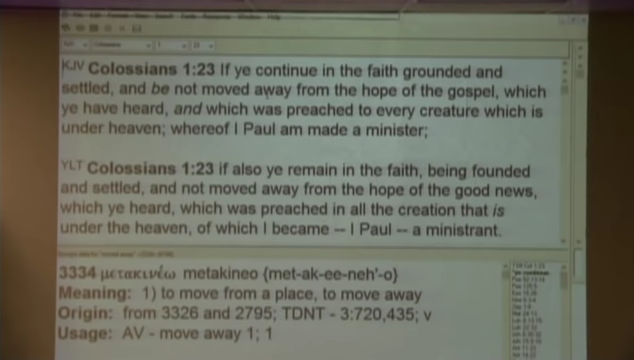 KJV Colossians 1:23 If ye continue in the faith grounded and
settled, and be not moved away from the hope of the gospel, which
ye have heard, and which was preached to every creature which is
under heaven; whereof I Paul am made a minister;
YLT Colossians 1:23 if also ye remain in the faith, being founded
and settled, and not moved away from the hope of the good news,
which ye heard, which was preached in all the creation that is
under the heaven, of which I became -- I Paul -- a ministrant.
3334 μετακινέω metakineo {met-ak-ee-neh'-o}
Meaning: 1) to move from a place, to move away
Origin: from 3326 and 2795; TDNT - 3:720,435; v
Usage: AV - move away 1; 1